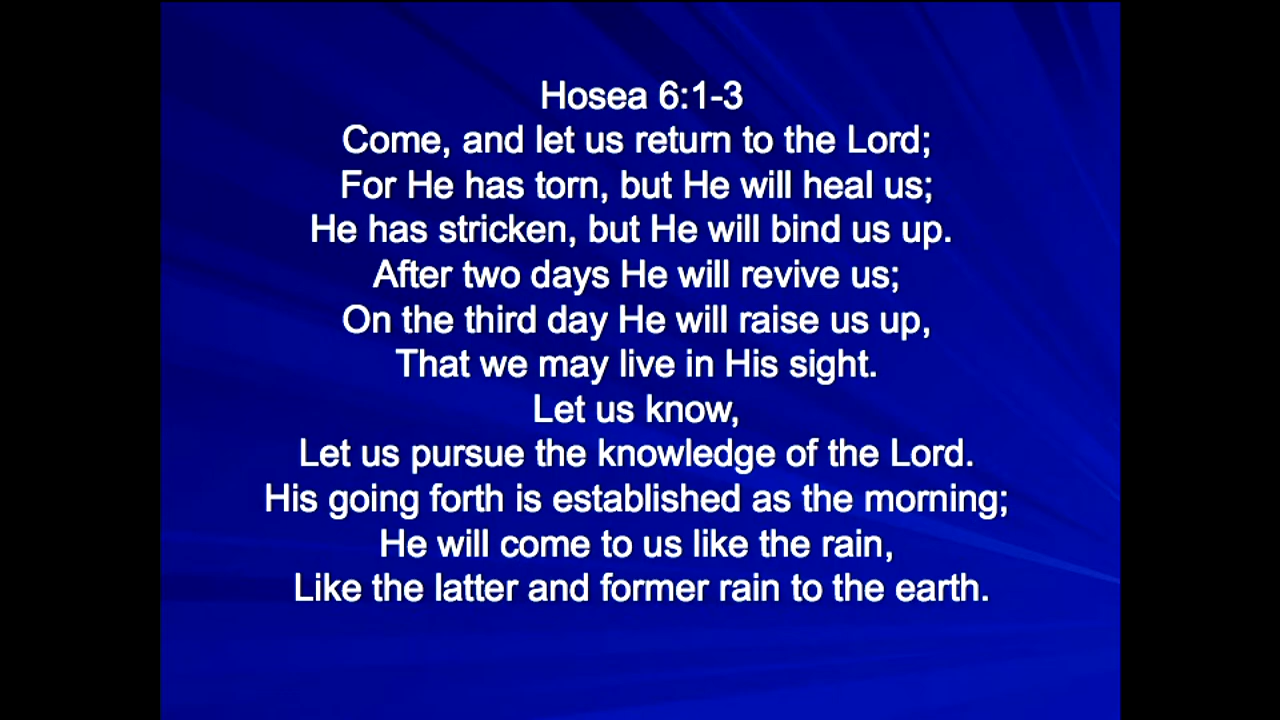 Hosea 6:1-3
Come, and let us return to the Lord;
For He has torn, but He will heal us;
He has stricken, but He will bind us up.
After two days He will revive us;
On the third day He will raise us up,
That we may live in His sight.
Let us know,
Let us pursue the knowledge of the Lord.
His going forth is established as the morning;
He will come to us like the rain,
Like the latter and former rain to the earth.